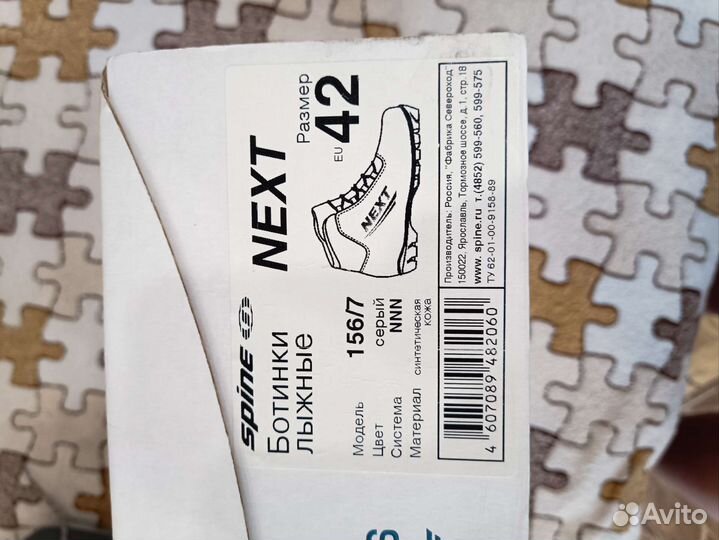 spine
NEXT
Ботинки
лыжные
Размер
EU 42
NEXT
Модель 156/7
Цвет серый
Система NNN
Материал синтетическая
кожа
4 607089 482060
Производитель: Россия, "Фабрика Североход"
150022. Ярославль, Тормозное шоссе, д. 1, стр.18
www. spine.ru т.(4852) 599-560, 599-575
ТУ 62-01-00-9158-89
Avito